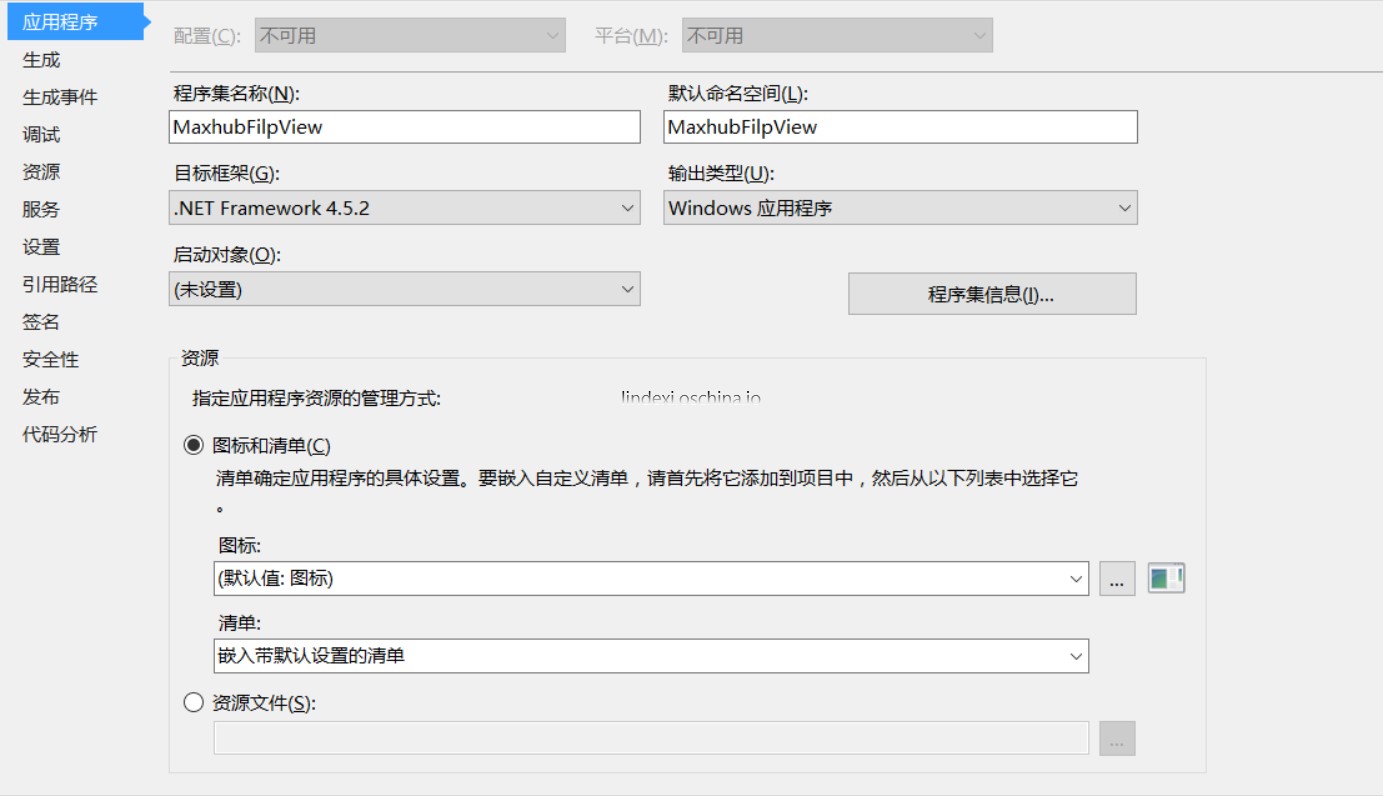 应用程序
生成
生成事件
调试
资源
服务
设置
引用路径
签名
安全性
发布
代码分析
配置(C): 不可用 平台(M): 不可用
程序集名称(N): 默认命名空间(L):
MaxhubFilpView MaxhubFilpView
目标框架(G): 输出类型(U):
.NET Framework 4.5.2 Windows 应用程序
启动对象(O):
(未设置) 程序集信息(I)...
资源
指定应用程序资源的管理方式: lindexi.oschina.io
图标和清单(C)
清单确定应用程序的具体设置。要嵌入自定义清单，请首先将它添加到项目中，然后从以下列表中选择它
。
图标:
(默认值: 图标) ...
清单:
嵌入带默认设置的清单
资源文件(S):
...